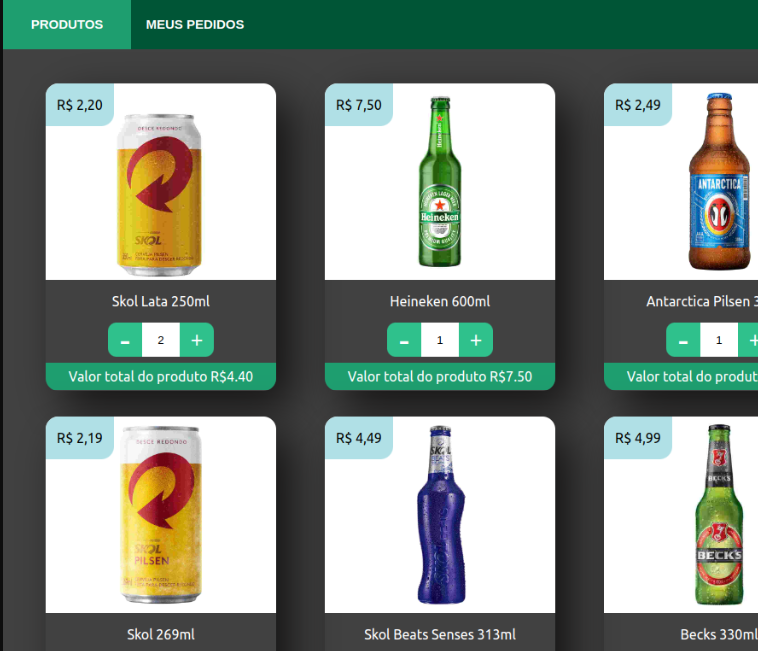 PRODUTOS MEUS PEDIDOS
R$ 2,20 R$ 7,50 R$ 2,49
DESCE REDONDO
Heineken
ANTARCTICA
SKOL
Heineken
Skol Lata 250ml Heineken 600ml Antarctica Pilsen 3
- 2 + - 1 + - 1 +
Valor total do produto R$4.40 Valor total do produto R$7.50 Valor total do produt
R$ 2,19 R$ 4,49 R$ 4,99
DESCE REDONDO
SKOL
BEATS
BECK'S
SKOL
PILSEN
BECK'S
Skol 269ml Skol Beats Senses 313ml Becks 330ml